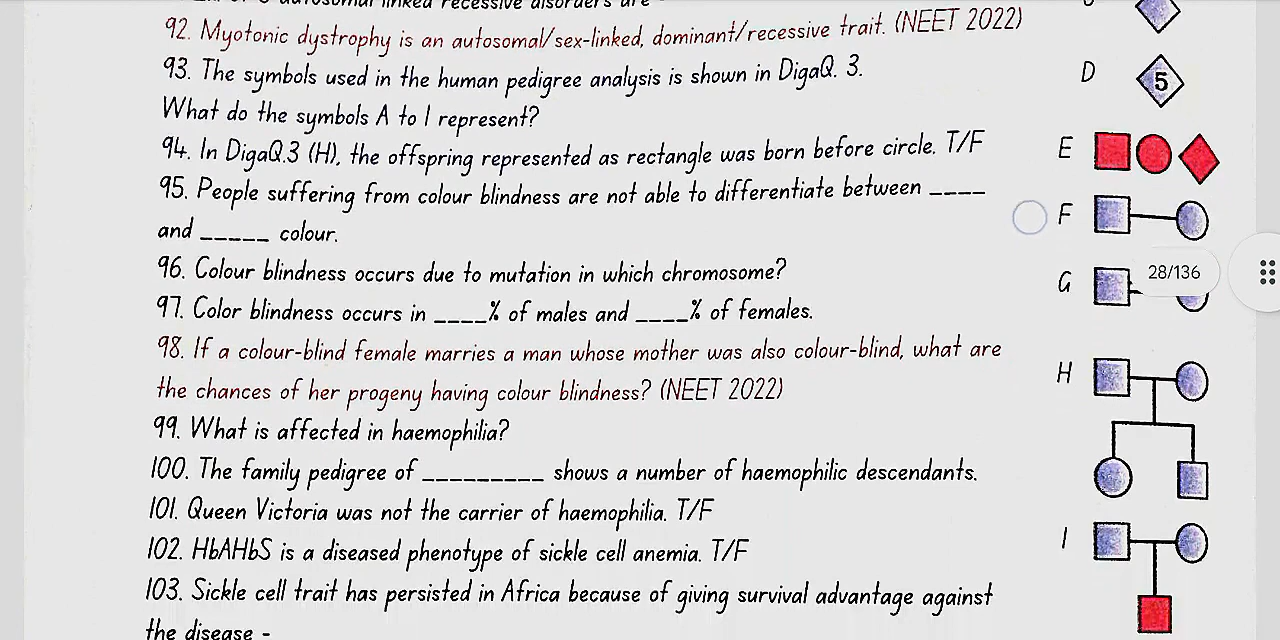 3 autosomal linked recessive disorders are -
92. Myotonic dystrophy is an autosomal/sex-linked, dominant/recessive trait. (NEET 2022)
93. The symbols used in the human pedigree analysis is shown in DigaQ. 3.
What do the symbols A to I represent?
94. In DigaQ.3 (H), the offspring represented as rectangle was born before circle. T/F
95. People suffering from colour blindness are not able to differentiate between ____
and _____ colour.
96. Colour blindness occurs due to mutation in which chromosome?
97. Color blindness occurs in ____% of males and ____% of females.
98. If a colour-blind female marries a man whose mother was also colour-blind, what are
the chances of her progeny having colour blindness? (NEET 2022)
99. What is affected in haemophilia?
100. The family pedigree of _________ shows a number of haemophilic descendants.
101. Queen Victoria was not the carrier of haemophilia. T/F
102. HbAHbS is a diseased phenotype of sickle cell anemia. T/F
103. Sickle cell trait has persisted in Africa because of giving survival advantage against
the disease -
D
5
E
F
28/136
G
H
I